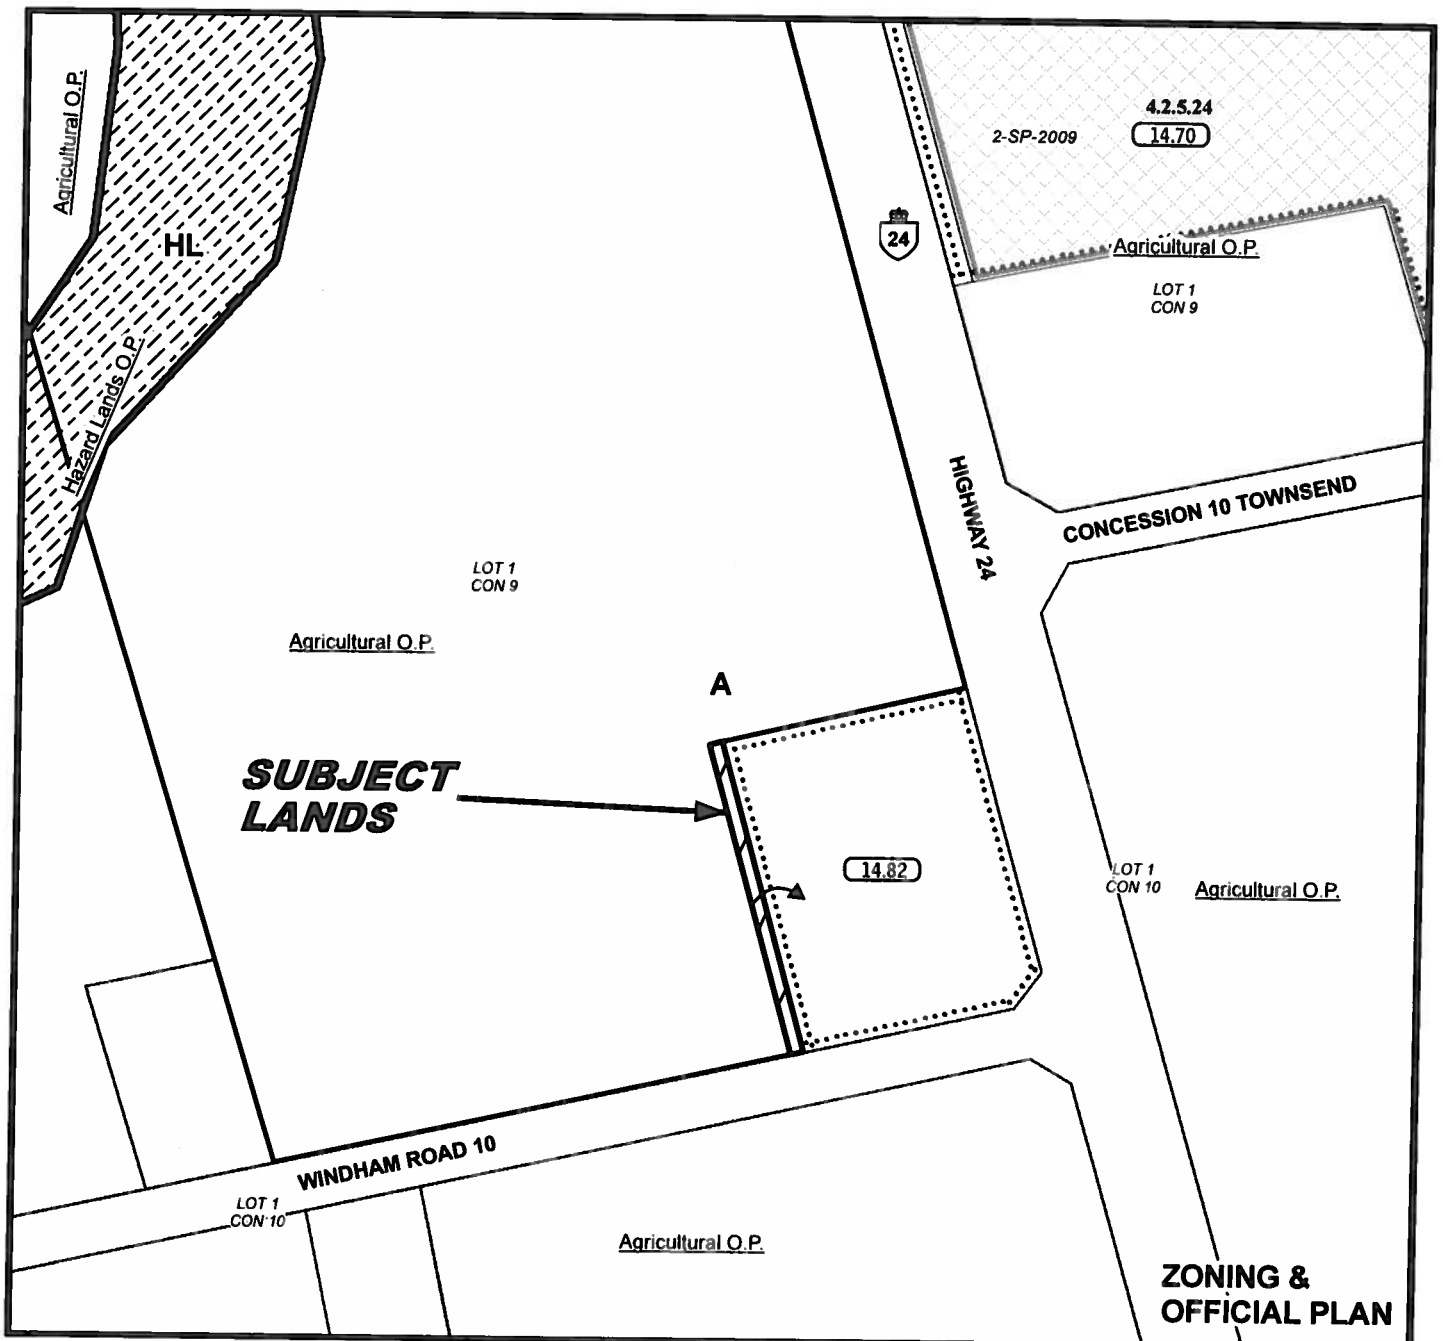 Agricultural O.P.
HL
Hazard Lands O.P.
4.2.5.24
2-SP-2009
14.70
24
Agricultural O.P.
LOT 1
CON 9
HIGHWAY 24
CONCESSION 10 TOWNSEND
LOT 1
CON 9
Agricultural O.P.
A
SUBJECT
LANDS
14.82
LOT 1
CON 10
Agricultural O.P.
WINDHAM ROAD 10
LOT 1
CON 10
Agricultural O.P.
ZONING &
OFFICIAL PLAN